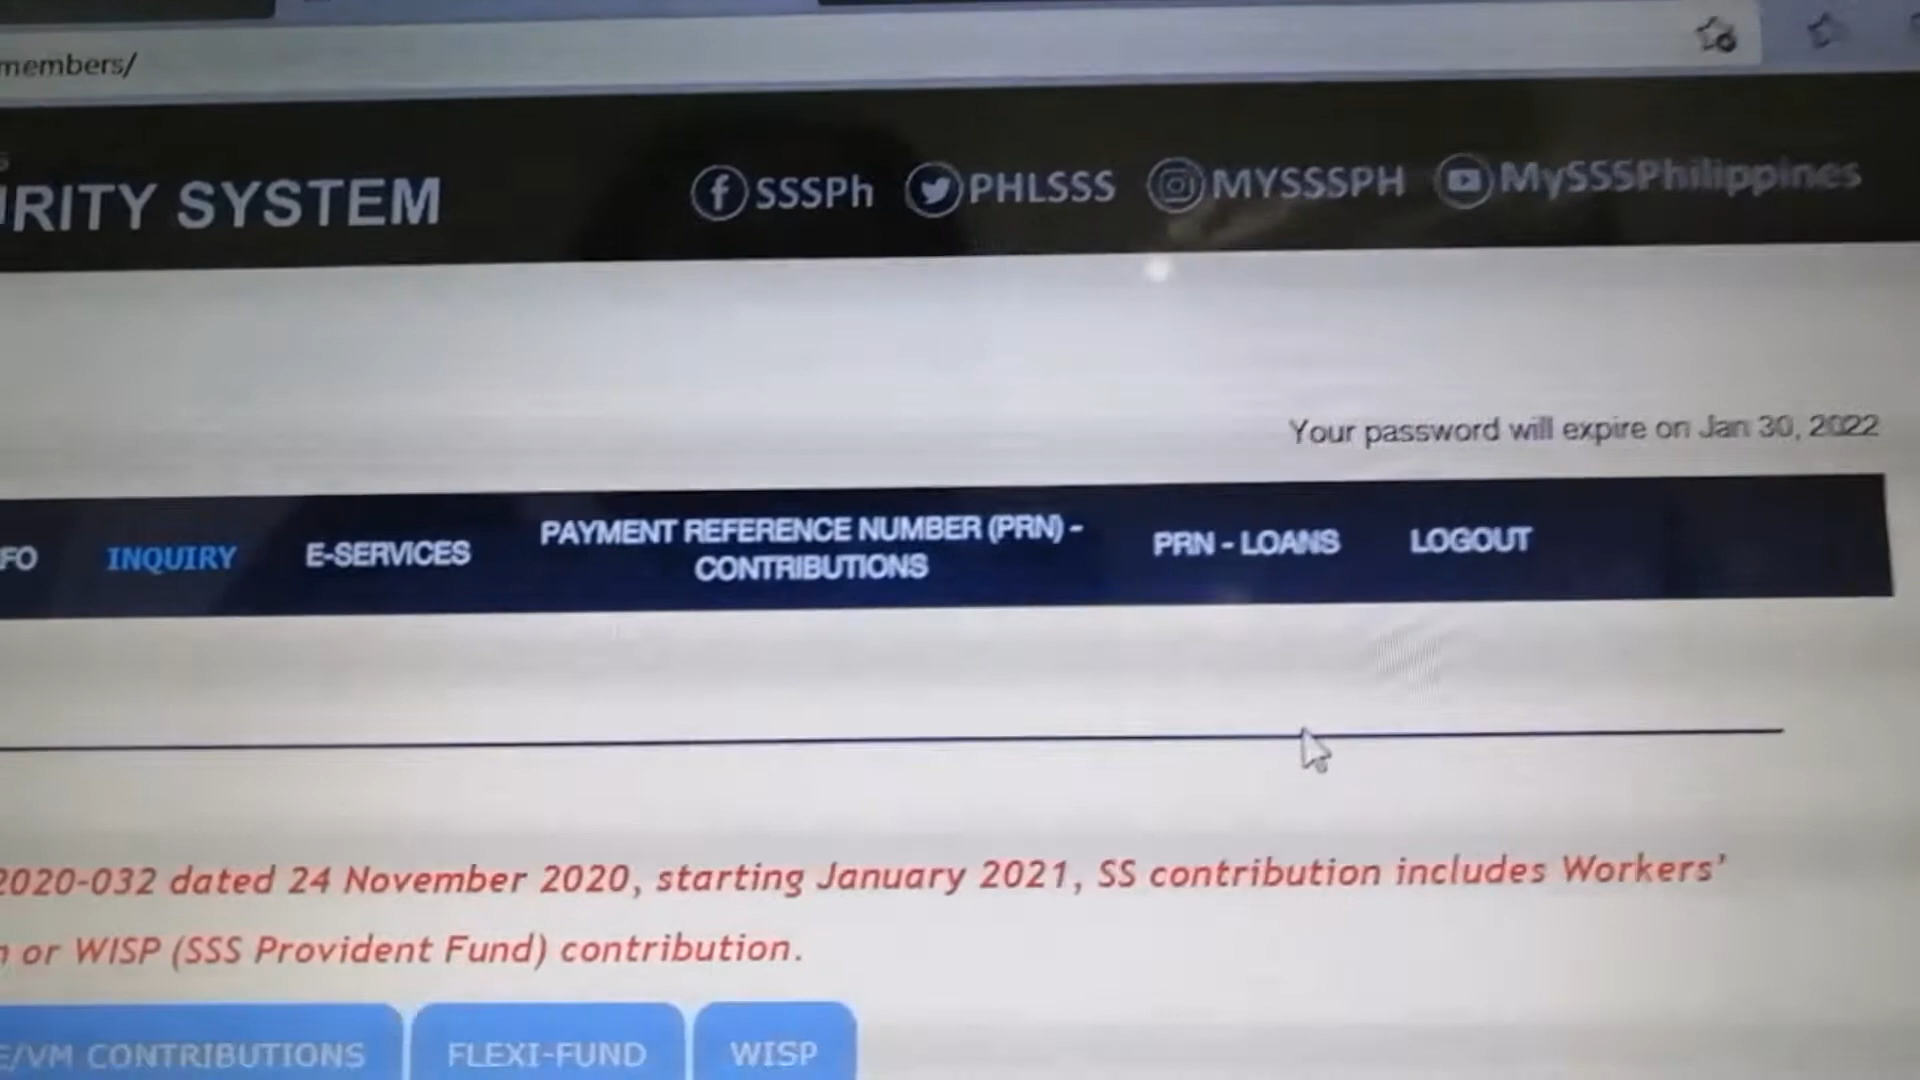 members/
URITY SYSTEM
SSSPh
PHLSSS
MYSSSPH
MySSSPhilippines
Your password will expire on Jan 30, 2022
FO
INQUIRY
E-SERVICES
PAYMENT REFERENCE NUMBER (PRN) -
CONTRIBUTIONS
PRN - LOANS
LOGOUT
2020-032 dated 24 November 2020, starting January 2021, SS contribution includes Workers'
n or WISP (SSS Provident Fund) contribution.
E/VM CONTRIBUTIONS
FLEXI-FUND
WISP